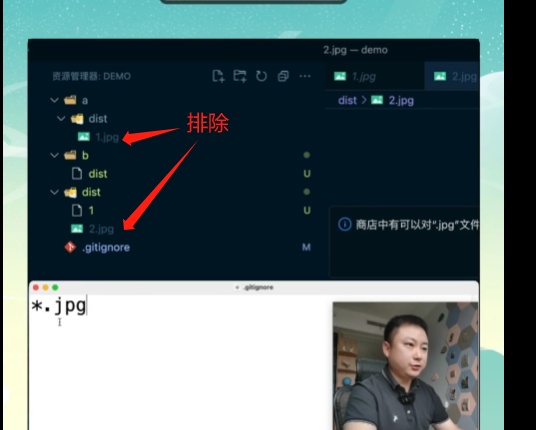 2.jpg — demo
资源管理器: DEMO
1.jpg
2.jpg
a
dist > 2.jpg
dist
1.jpg
排除
b
dist U
dist
1 U
2.jpg
商店中有可以对“.jpg”文件
.gitignore M
.gitignore
*.jpg